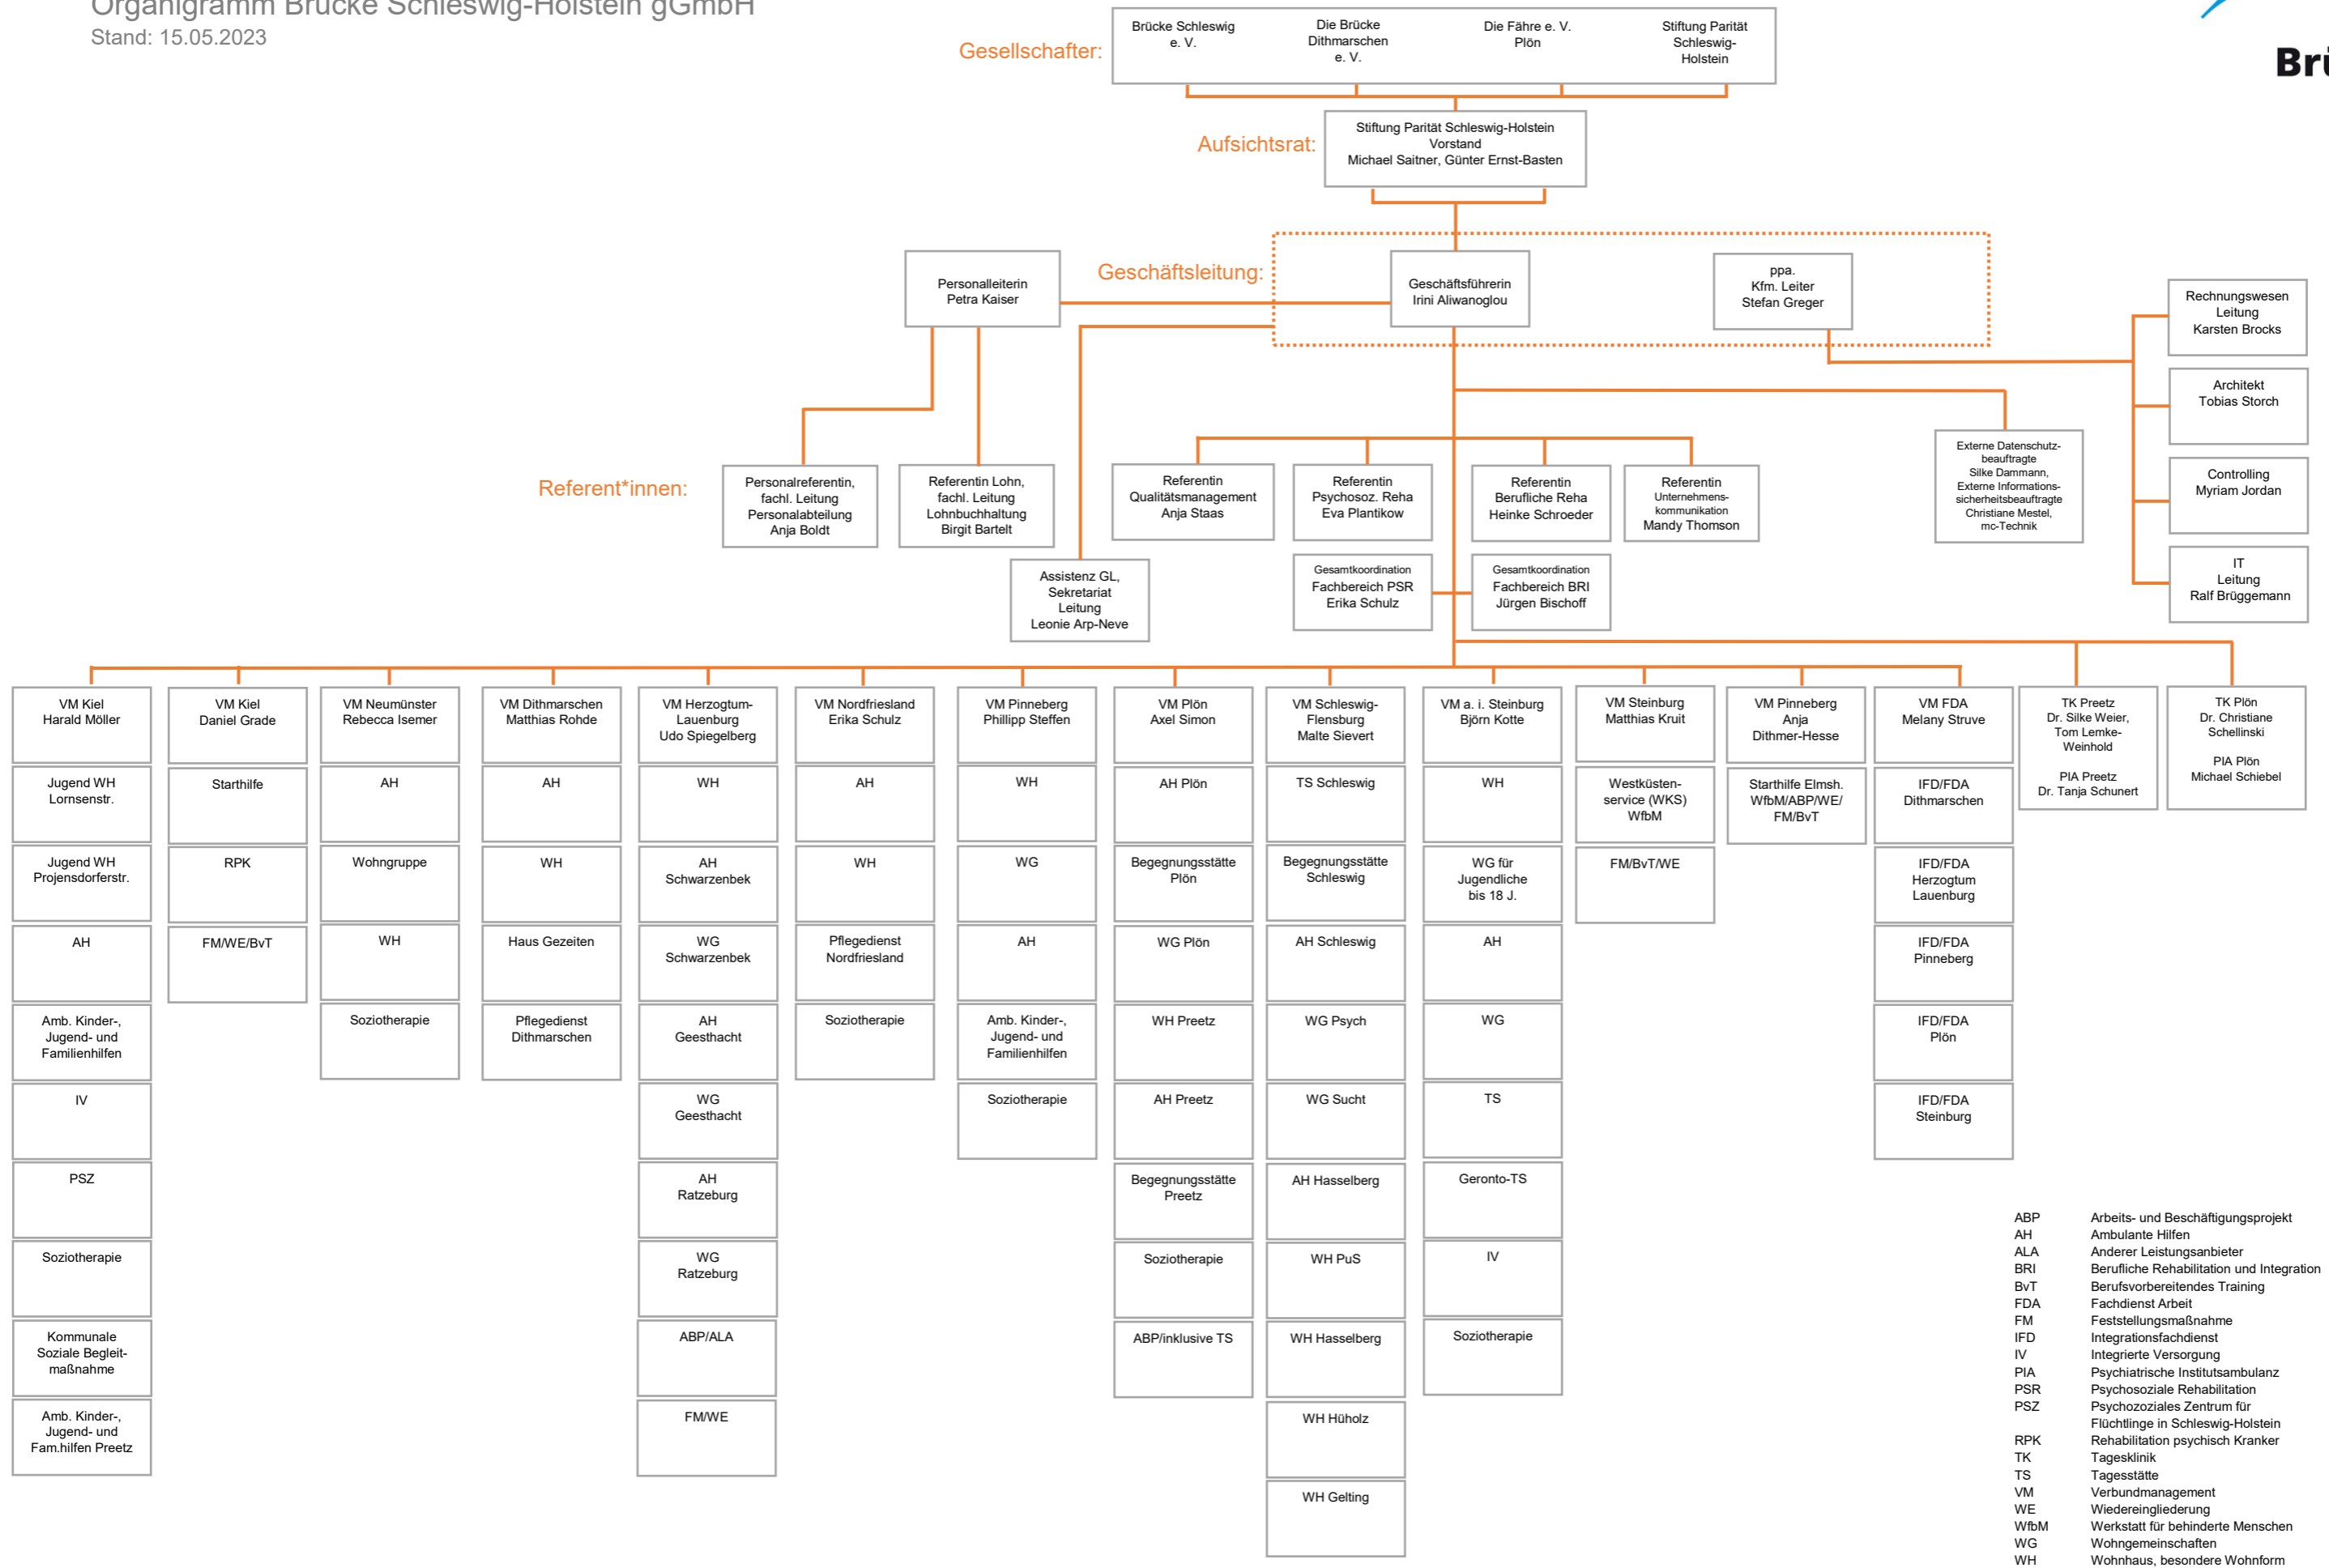 Organigramm Brücke Schleswig-Holstein gGmbH
Stand: 15.05.2023
Gesellschafter:
Brücke Schleswig
e. V.
Die Brücke
Dithmarschen
e. V.
Die Fähre e. V.
Plön
Stiftung Parität
Schleswig-
Holstein
Aufsichtsrat:
Stiftung Parität Schleswig-Holstein
Vorstand
Michael Saitner, Günter Ernst-Basten
Personalleiterin
Petra Kaiser
Geschäftsleitung:
Geschäftsführerin
Irini Aliwanoglou
ppa.
Kfm. Leiter
Stefan Greger
Rechnungswesen
Leitung
Karsten Brocks
Architekt
Tobias Storch
Controlling
Myriam Jordan
IT
Leitung
Ralf Brüggemann
Referent*innen:
Personalreferentin,
fachl. Leitung
Personalabteilung
Anja Boldt
Referentin Lohn,
fachl. Leitung
Lohnbuchhaltung
Birgit Bartelt
Assistenz GL,
Sekretariat
Leitung
Leonie Arp-Neve
Referentin
Qualitätsmanagement
Anja Staas
Referentin
Psychosoz. Reha
Eva Plantikow
Referentin
Berufliche Reha
Heinke Schroeder
Referentin
Unternehmens-
kommunikation
Mandy Thomson
Externe Datenschutz-
beauftragte
Silke Dammann,
Externe Informations-
sicherheitsbeauftragte
Christiane Mestel,
mc-Technik
Gesamtkoordination
Fachbereich PSR
Erika Schulz
Gesamtkoordination
Fachbereich BRI
Jürgen Bischoff
VM Kiel
Harald Möller
Jugend WH
Lornsenstr.
Jugend WH
Projensdorferstr.
AH
Amb. Kinder-,
Jugend- und
Familienhilfen
IV
PSZ
Soziotherapie
Kommunale
Soziale Begleit-
maßnahme
Amb. Kinder-,
Jugend- und
Fam.hilfen Preetz
VM Kiel
Daniel Grade
Starthilfe
RPK
FM/WE/BvT
VM Neumünster
Rebecca Isemer
AH
Wohngruppe
WH
Soziotherapie
VM Dithmarschen
Matthias Rohde
AH
WH
Haus Gezeiten
Pflegedienst
Dithmarschen
VM Herzogtum-
Lauenburg
Udo Spiegelberg
WH
AH
Schwarzenbek
WG
Schwarzenbek
AH
Geesthacht
WG
Geesthacht
AH
Ratzeburg
WG
Ratzeburg
ABP/ALA
FM/WE
VM Nordfriesland
Erika Schulz
AH
WH
Pflegedienst
Nordfriesland
Soziotherapie
VM Pinneberg
Phillipp Steffen
WH
WG
AH
Amb. Kinder-,
Jugend- und
Familienhilfen
Soziotherapie
VM Plön
Axel Simon
AH Plön
Begegnungsstätte
Plön
WG Plön
WH Preetz
AH Preetz
Begegnungsstätte
Preetz
Soziotherapie
ABP/inklusive TS
VM Schleswig-
Flensburg
Malte Sievert
TS Schleswig
Begegnungsstätte
Schleswig
AH Schleswig
WG Psych
WG Sucht
AH Hasselberg
WH PuS
WH Hasselberg
WH Hüholz
WH Gelting
VM a. i. Steinburg
Björn Kotte
WH
WG für
Jugendliche
bis 18 J.
AH
WG
TS
Geronto-TS
IV
Soziotherapie
VM Steinburg
Matthias Kruit
Westküsten-
service (WKS)
WfbM
FM/BvT/WE
VM Pinneberg
Anja
Dithmer-Hesse
Starthilfe Elmsh.
WfbM/ABP/WE/
FM/BvT
VM FDA
Melany Struve
IFD/FDA
Dithmarschen
IFD/FDA
Herzogtum
Lauenburg
IFD/FDA
Pinneberg
IFD/FDA
Plön
IFD/FDA
Steinburg
TK Preetz
Dr. Silke Weier,
Tom Lemke-
Weinhold
PIA Preetz
Dr. Tanja Schunert
TK Plön
Dr. Christiane
Schellinski
PIA Plön
Michael Schiebel
ABP Arbeits- und Beschäftigungsprojekt
AH Ambulante Hilfen
ALA Anderer Leistungsanbieter
BRI Berufliche Rehabilitation und Integration
BvT Berufsvorbereitendes Training
FDA Fachdienst Arbeit
FM Feststellungsmaßnahme
IFD Integrationsfachdienst
IV Integrierte Versorgung
PIA Psychiatrische Institutsambulanz
PSR Psychosoziale Rehabilitation
PSZ Psychozoziales Zentrum für
Flüchtlinge in Schleswig-Holstein
RPK Rehabilitation psychisch Kranker
TK Tagesklinik
TS Tagesstätte
VM Verbundmanagement
WE Wiedereingliederung
WfbM Werkstatt für behinderte Menschen
WG Wohngemeinschaften
WH Wohnhaus, besondere Wohnform